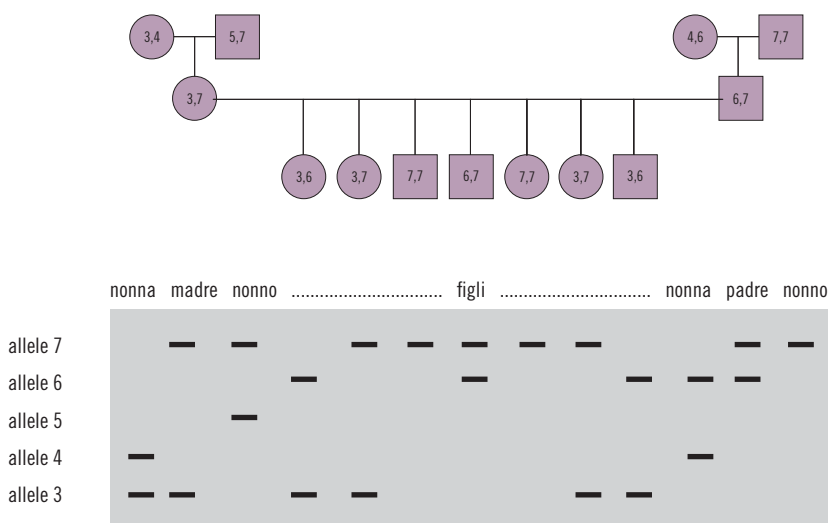 3,4 5,7 4,6 7,7
3,7 6,7
3,6 3,7 7,7 6,7 7,7 3,7 3,6
nonna madre nonno .............................. figli .............................. nonna padre nonno
allele 7
allele 6
allele 5
allele 4
allele 3